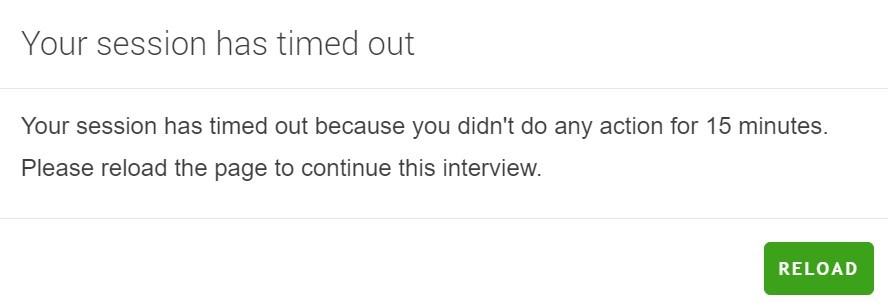 Your session has timed out
Your session has timed out because you didn't do any action for 15 minutes.
Please reload the page to continue this interview.
RELOAD